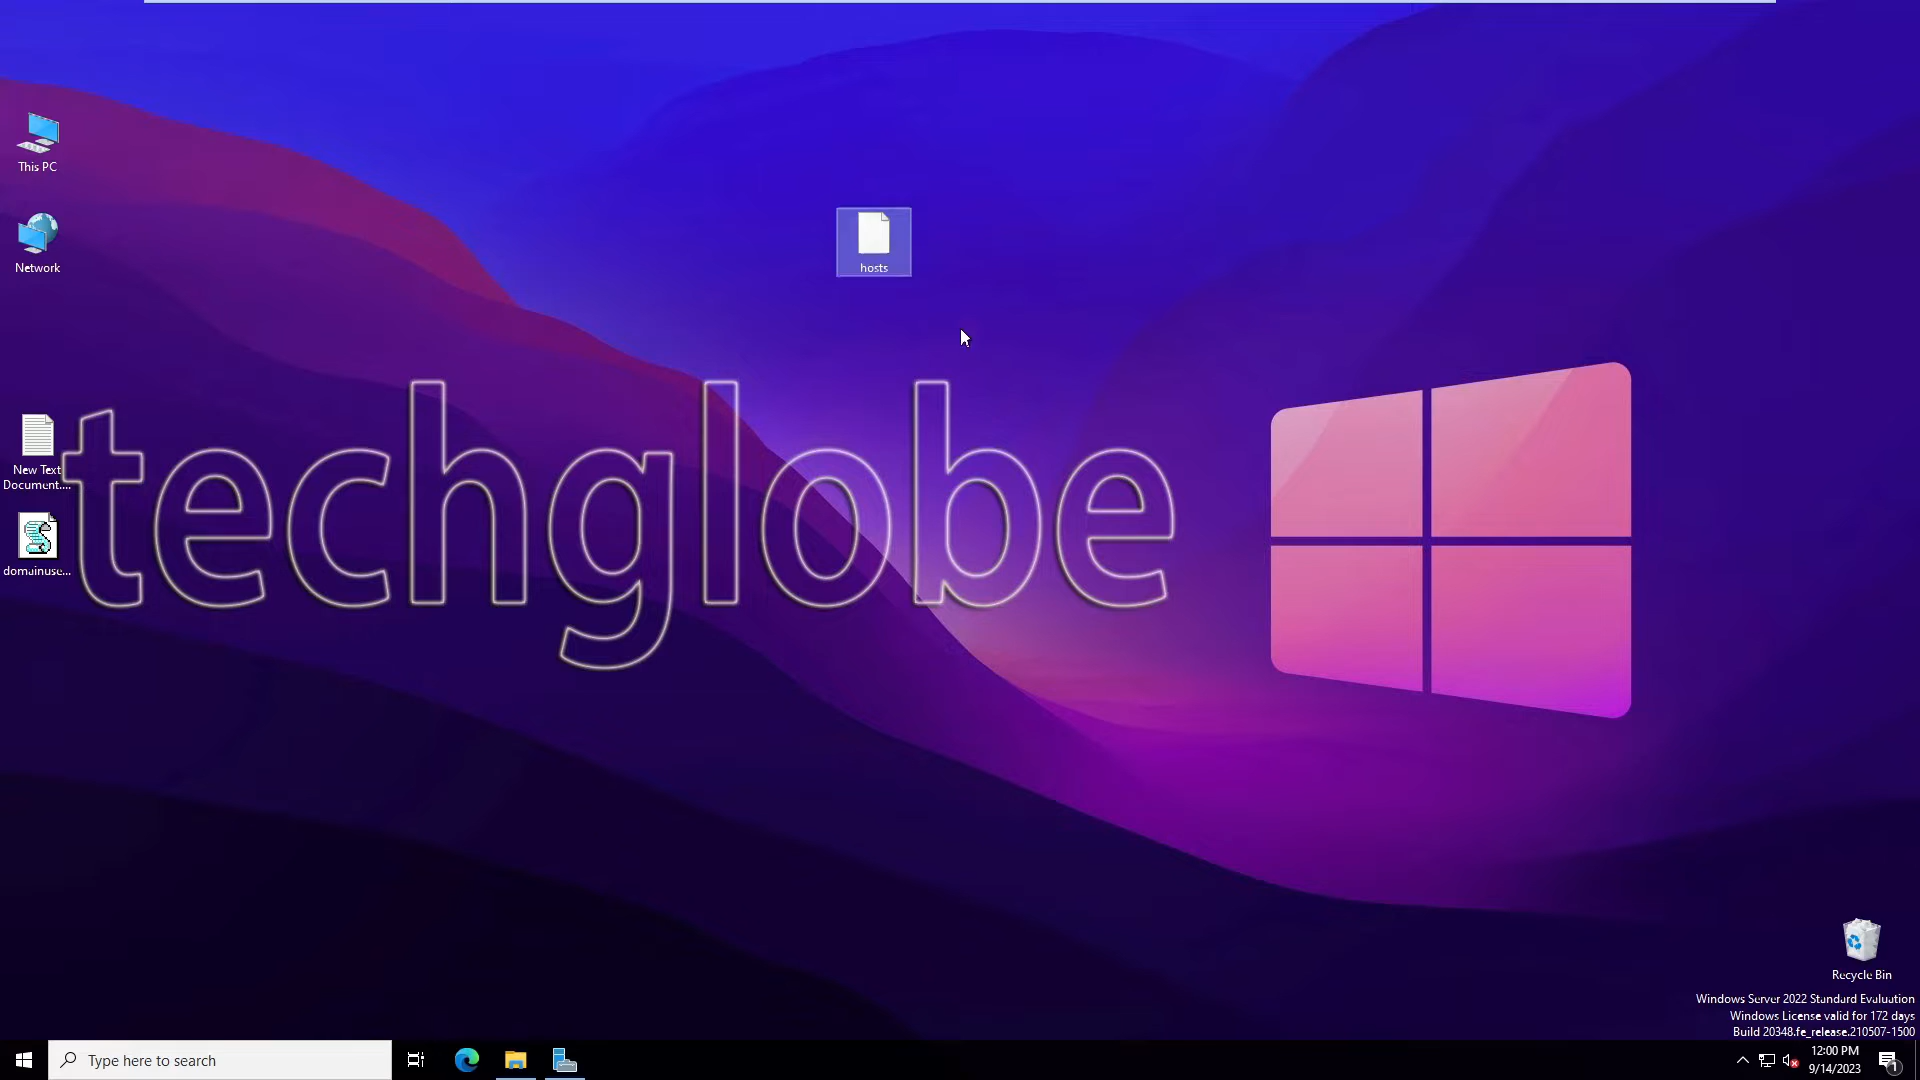 This PC
Network
hosts
techglobe
New Text
Document....
domainuse...
Recycle Bin
Windows Server 2022 Standard Evaluation
Windows License valid for 172 days
Build 20348.fe_release.210507-1500
Type here to search
12:00 PM
9/14/2023
1